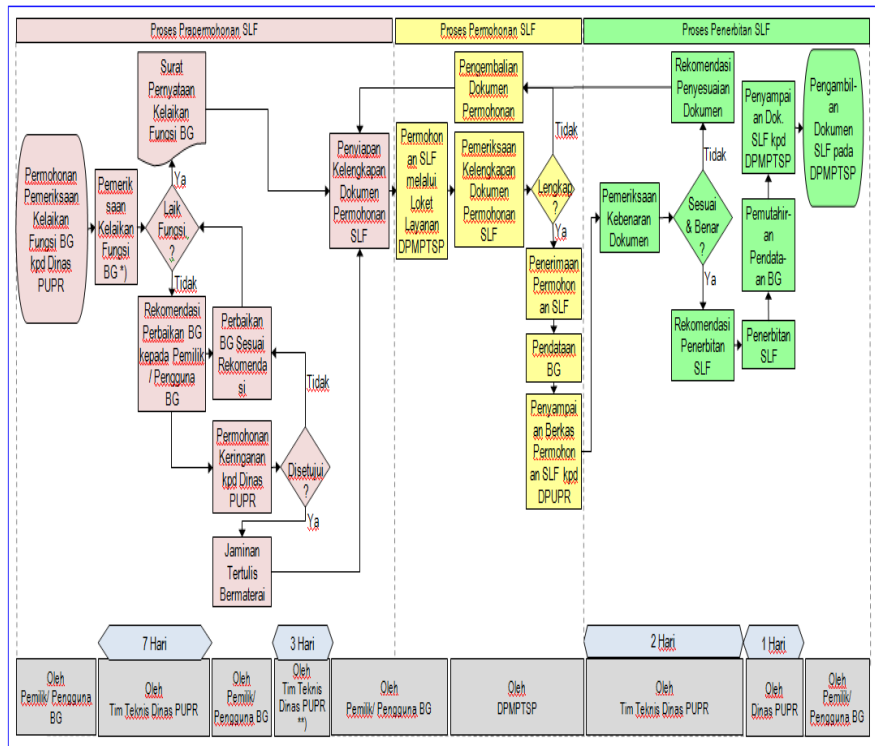 Proses Prapermohonan SLF
Proses Permohonan SLF
Proses Penerbitan SLF
Permohonan
Pemeriksaan
Kelaikan
Fungsi BG
kpd Dinas
PUPR
Pemerik
saan
Kelaikan
Fungsi
BG *)
Surat
Pernyataan
Kelaikan
Fungsi BG
Ya
Laik
Fungsi
?
Tidak
Rekomendasi
Perbaikan BG
kepada Pemilik
/ Pengguna
BG
Perbaikan
BG Sesuai
Rekomenda
si
Tidak
Permohonan
Keringanan
kpd Dinas
PUPR
Disetujui
?
Ya
Jaminan
Tertulis
Bermaterai
Penyiapan
Kelengkapan
Dokumen
Permohonan
SLF
Pengembalian
Dokumen
Permohonan
Tidak
Permohon
an SLF
melalui
Loket
Layanan
DPMPTSP
Pemeriksaan
Kelengkapan
Dokumen
Permohonan SLF
Lengkap
?
Ya
Penerimaan
Permohon
an SLF
Pendataan
BG
Penyampai
an Berkas
Permohon
an SLF kpd
DPUPR
Pemeriksaan
Kebenaran
Dokumen
Rekomendasi
Penyesuaian
Dokumen
Tidak
Sesuai
& Benar
?
Ya
Rekomendasi
Penerbitan
SLF
Penerbitan
SLF
Pemutahir-
an
Pendata-
an BG
Penyampai
an Dok.
SLF kpd
DPMPTSP
Pengambil-
an
Dokumen
SLF pada
DPMPTSP
7 Hari
3 Hari
2 Hari
1 Hari
Oleh
Pemilik/ Pengguna
BG
Oleh
Tim Teknis Dinas PUPR
Oleh
Pemilik/
Pengguna BG
Oleh
Tim Teknis
Dinas PUPR
**)
Oleh
Pemilik/ Pengguna BG
Oleh
DPMPTSP
Oleh
Tim Teknis Dinas PUPR
Oleh
Dinas PUPR
Oleh
Pemilik/
Pengguna BG